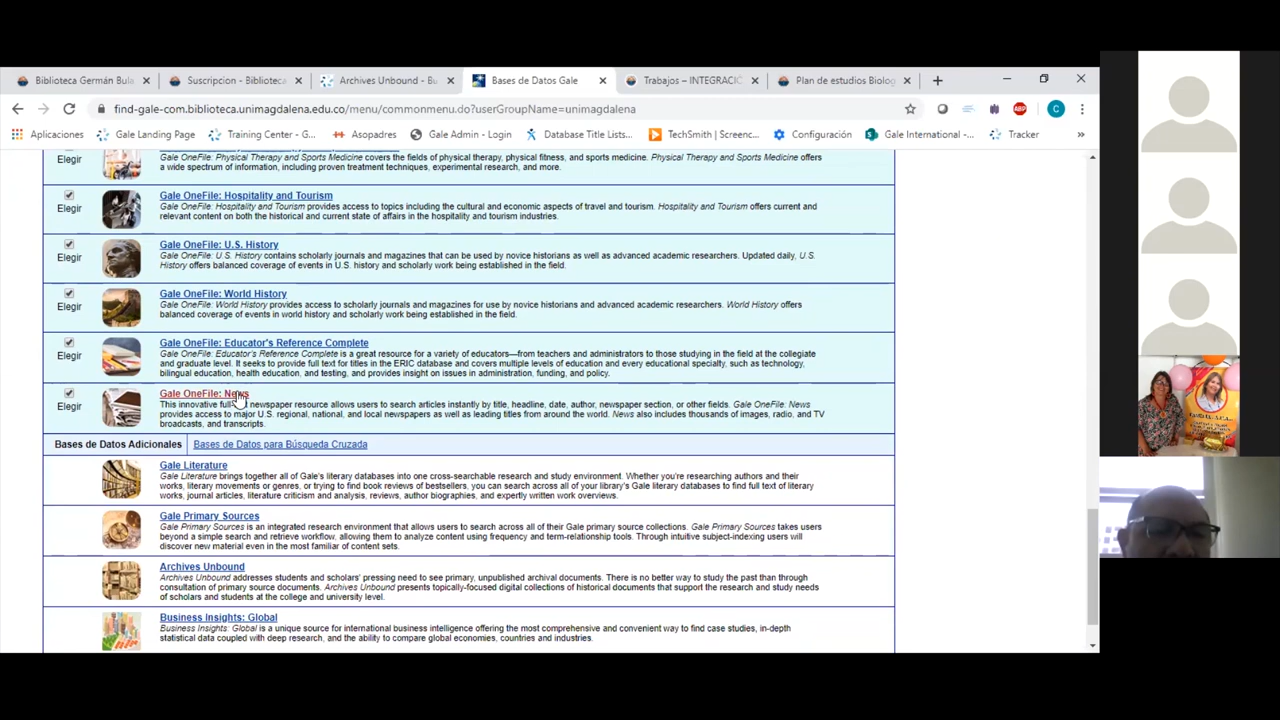 Biblioteca Germán Bula
Suscripcion - Biblioteca
Archives Unbound - Bu
Bases de Datos Gale
Trabajos – INTEGRACIÓ
Plan de estudios Biolog
find-gale-com.biblioteca.unimagdalena.edu.co/menu/commonmenu.do?userGroupName=unimagdalena
ABP
C
Aplicaciones
Gale Landing Page
Training Center - G...
Asopadres
Gale Admin - Login
Database Title Lists...
TechSmith | Screenc...
Configuración
Gale International -...
Tracker
»
Elegir
Gale OneFile: Physical Therapy and Sports Medicine covers the fields of physical therapy, physical fitness, and sports medicine. Physical Therapy and Sports Medicine offers
a wide spectrum of information, including proven treatment techniques, experimental research, and more.
Elegir
Gale OneFile: Hospitality and Tourism
Gale OneFile: Hospitality and Tourism provides access to topics including the cultural and economic aspects of travel and tourism. Hospitality and Tourism offers current and
relevant content on both the historical and current state of affairs in the hospitality and tourism industries.
Elegir
Gale OneFile: U.S. History
Gale OneFile: U.S. History contains scholarly journals and magazines that can be used by novice historians as well as advanced academic researchers. Updated daily, U.S.
History offers balanced coverage of events in U.S. history and scholarly work being established in the field.
Elegir
Gale OneFile: World History
Gale OneFile: World History provides access to scholarly journals and magazines for use by novice historians and advanced academic researchers. World History offers
balanced coverage of events in world history and scholarly work being established in the field.
Elegir
Gale OneFile: Educator's Reference Complete
Gale OneFile: Educator's Reference Complete is a great resource for a variety of educators—from teachers and administrators to those studying in the field at the collegiate
and graduate level. It seeks to provide full text for titles in the ERIC database and covers multiple levels of education and every educational specialty, such as technology,
bilingual education, health education, and testing, and provides insight on issues in administration, funding, and policy.
Elegir
Gale OneFile: News
This innovative newspaper resource allows users to search articles instantly by title, headline, date, author, newspaper section, or other fields. Gale OneFile: News
provides access to major U.S. regional, national, and local newspapers as well as leading titles from around the world. News also includes thousands of images, radio, and TV
broadcasts, and transcripts.
Bases de Datos Adicionales
Bases de Datos para Búsqueda Cruzada
Gale Literature
Gale Literature brings together all of Gale's literary databases into one cross-searchable research and study environment. Whether you're researching authors and their
works, literary movements or genres, or trying to find book reviews of bestsellers, you can search across all of your library's Gale literary databases to find full text of literary
works, journal articles, literature criticism and analysis, reviews, author biographies, and expertly written work overviews.
Gale Primary Sources
Gale Primary Sources is an integrated research environment that allows users to search across all of their Gale primary source collections. Gale Primary Sources takes users
beyond a simple search and retrieve workflow, allowing them to analyze content using frequency and term-relationship tools. Through intuitive subject-indexing users will
discover new material even in the most familiar of content sets.
Archives Unbound
Archives Unbound addresses students and scholars' pressing need to see primary, unpublished archival documents. There is no better way to study the past than through
consultation of primary source documents. Archives Unbound presents topically-focused digital collections of historical documents that support the research and study needs
of scholars and students at the college and university level.
Business Insights: Global
Business Insights: Global is a unique source for international business intelligence offering the most comprehensive and convenient way to find case studies, in-depth
statistical data coupled with deep research, and the ability to compare global economies, countries and industries.